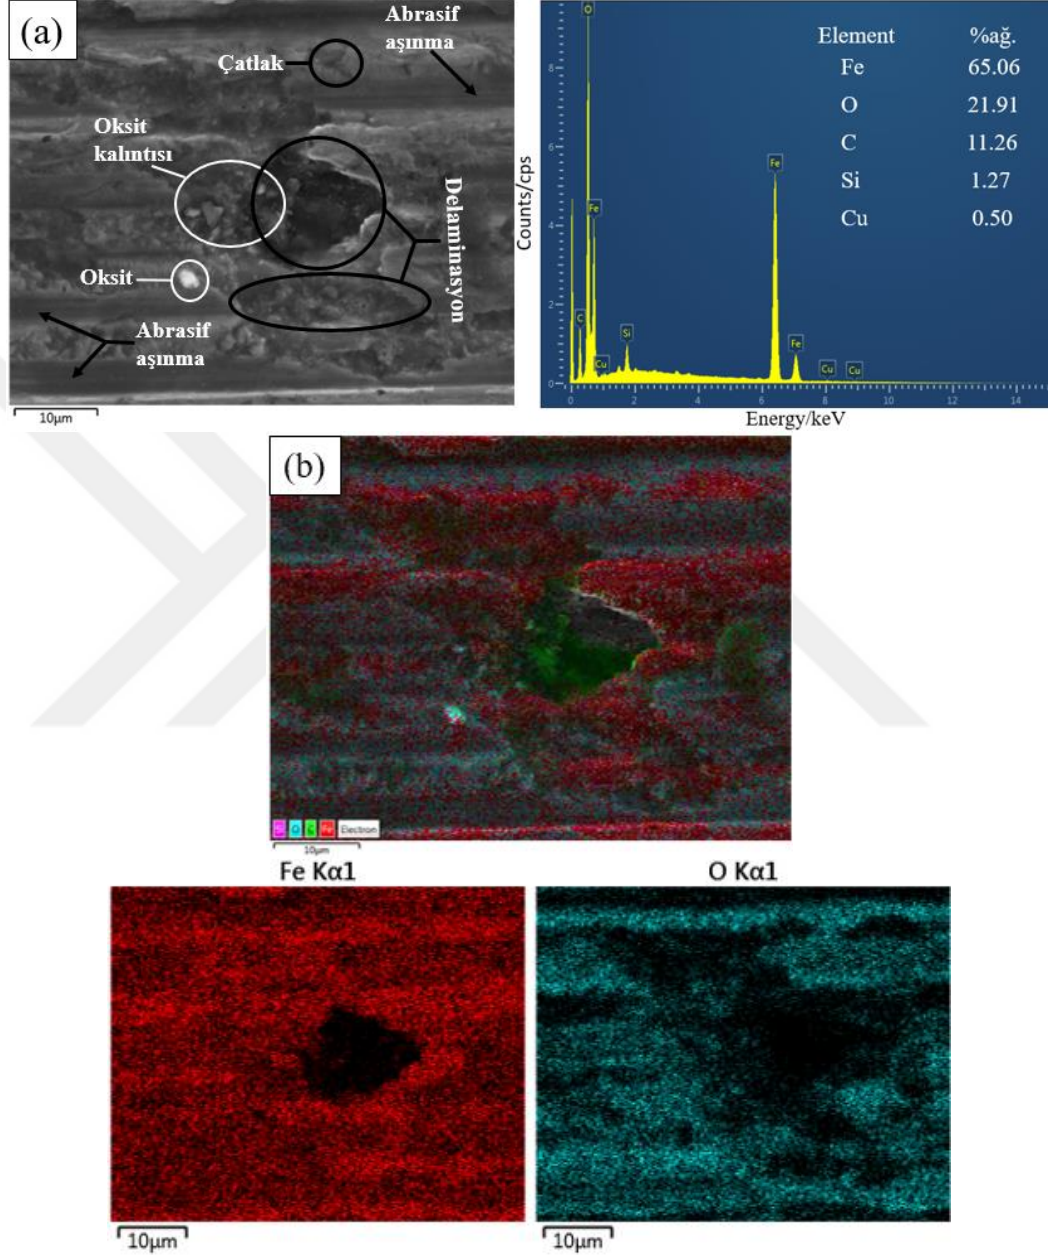 (a)
Abrasif
aşınma
Çatlak
Oksit
kalıntısı
Delaminasyon
Oksit
Abrasif
aşınma
10µm
Counts/cps
8
6
4
2
0
O
Fe
C
Cu
Si
Fe
Fe
Cu
Cu
Element %ağ.
Fe 65.06
O 21.91
C 11.26
Si 1.27
Cu 0.50
0 2 4 6 8 10 12 14
Energy/keV
(b)
Si O C Fe Electron
10µm
Fe Kα1
O Kα1
10µm
10µm